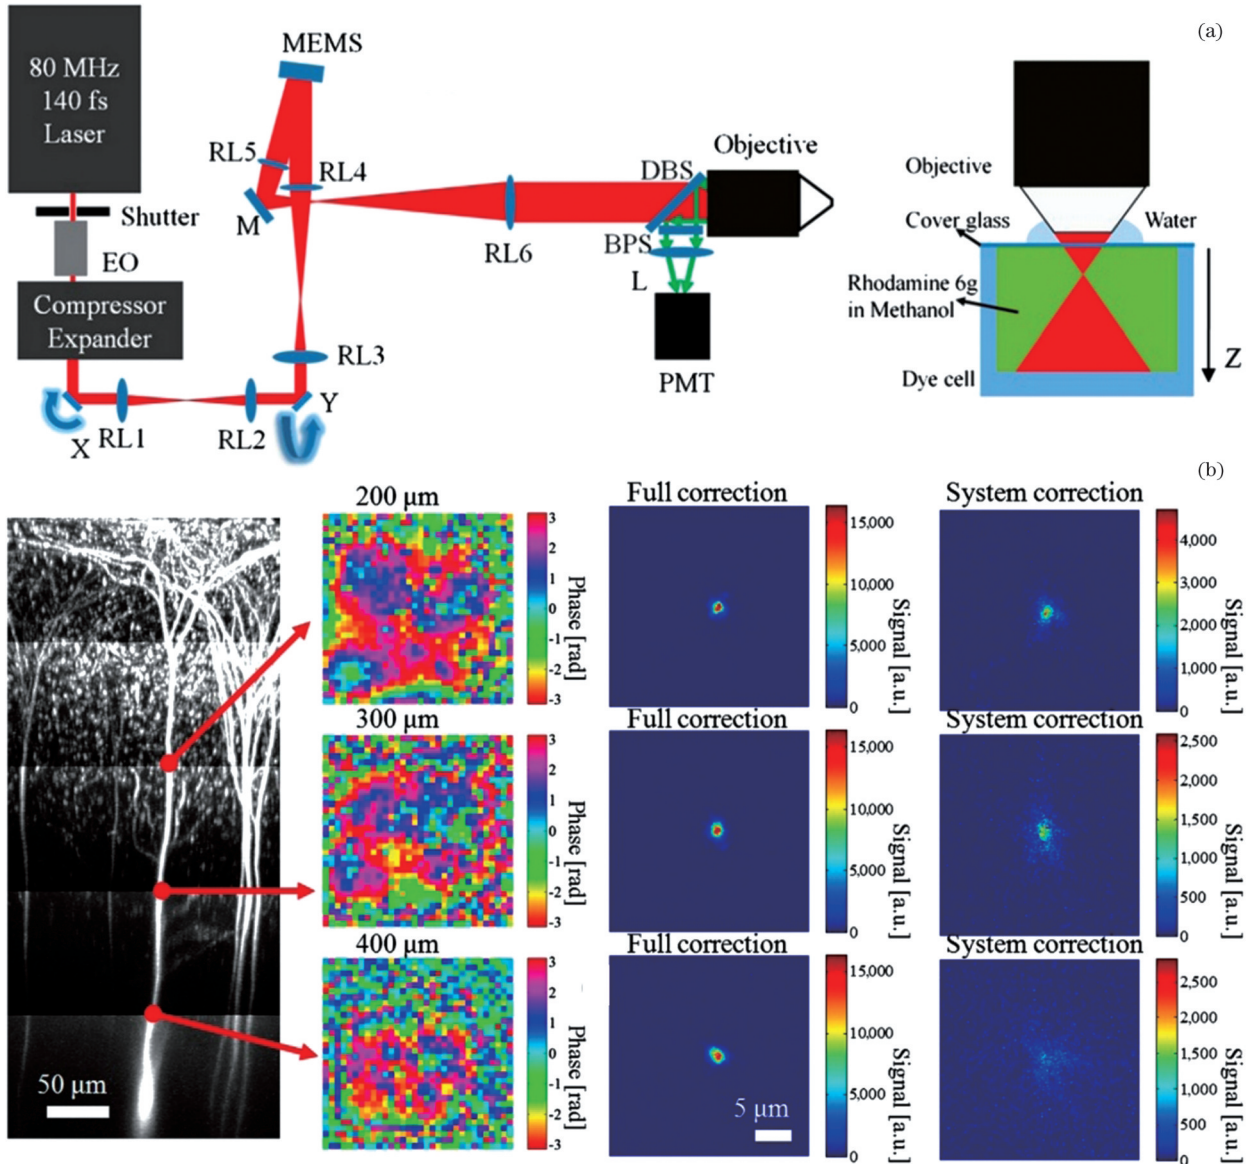 (a)
80 MHz
140 fs
Laser
Shutter
EO
Compressor
Expander
X
RL1
RL2
Y
RL3
MEMS
RL5
RL4
M
RL6
DBS
Objective
BPS
L
PMT
Objective
Cover glass
Water
Rhodamine 6g
in Methanol
Dye cell
Z
(b)
50 μm
200 μm
3
2
1
0
-1
-2
-3
Phase [rad]
Full correction
15,000
10,000
5,000
0
Signal [a.u.]
System correction
4,000
3,000
2,000
1,000
0
Signal [a.u.]
300 μm
3
2
1
0
-1
-2
-3
Phase [rad]
Full correction
15,000
10,000
5,000
0
Signal [a.u.]
System correction
2,500
2,000
1,500
1,000
500
0
Signal [a.u.]
400 μm
3
2
1
0
-1
-2
-3
Phase [rad]
Full correction
5 μm
15,000
10,000
5,000
0
Signal [a.u.]
System correction
2,500
2,000
1,500
1,000
500
0
Signal [a.u.]